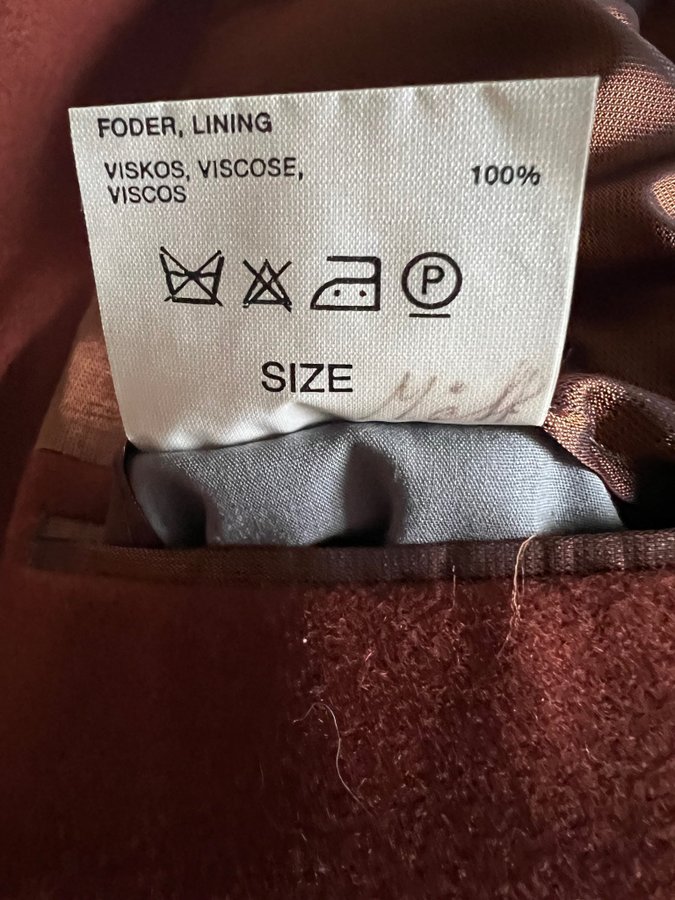 FODER, LINING
VISKOS, VISCOSE, 100%
VISCOS
P
SIZE